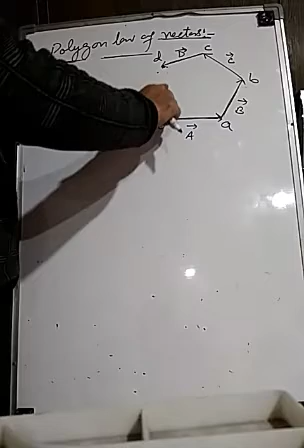 Polygon law of vectors:-
d D⃗ c
C⃗
b
B⃗
a
A⃗